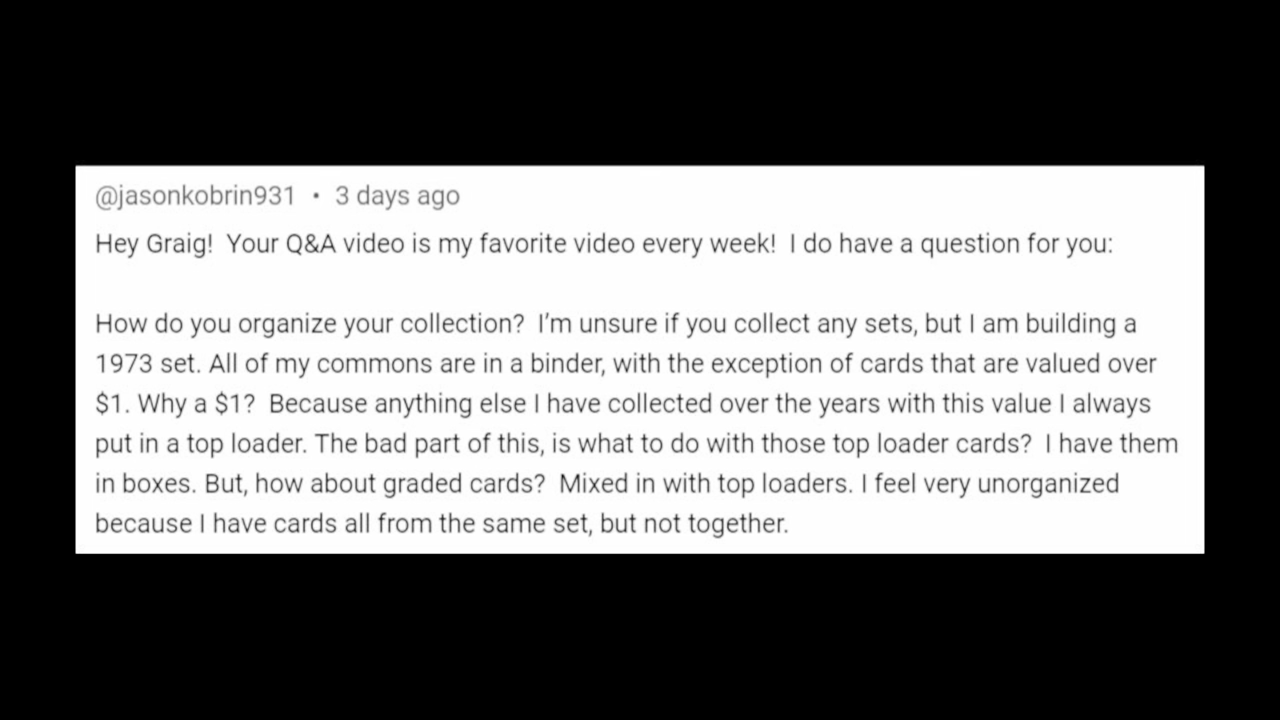 @jasonkobrin931 • 3 days ago
Hey Graig!  Your Q&A video is my favorite video every week!  I do have a question for you:
How do you organize your collection?  I’m unsure if you collect any sets, but I am building a
1973 set. All of my commons are in a binder, with the exception of cards that are valued over
$1. Why a $1?  Because anything else I have collected over the years with this value I always
put in a top loader. The bad part of this, is what to do with those top loader cards?  I have them
in boxes. But, how about graded cards?  Mixed in with top loaders. I feel very unorganized
because I have cards all from the same set, but not together.